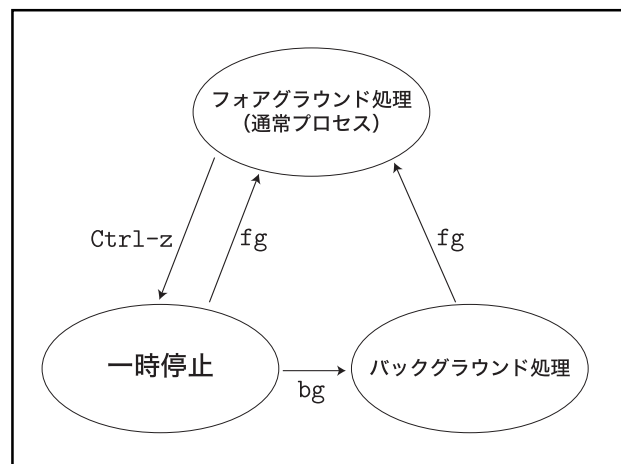 フォアグラウンド処理
(通常プロセス)
Ctrl-z
fg
fg
一時停止
バックグラウンド処理
bg